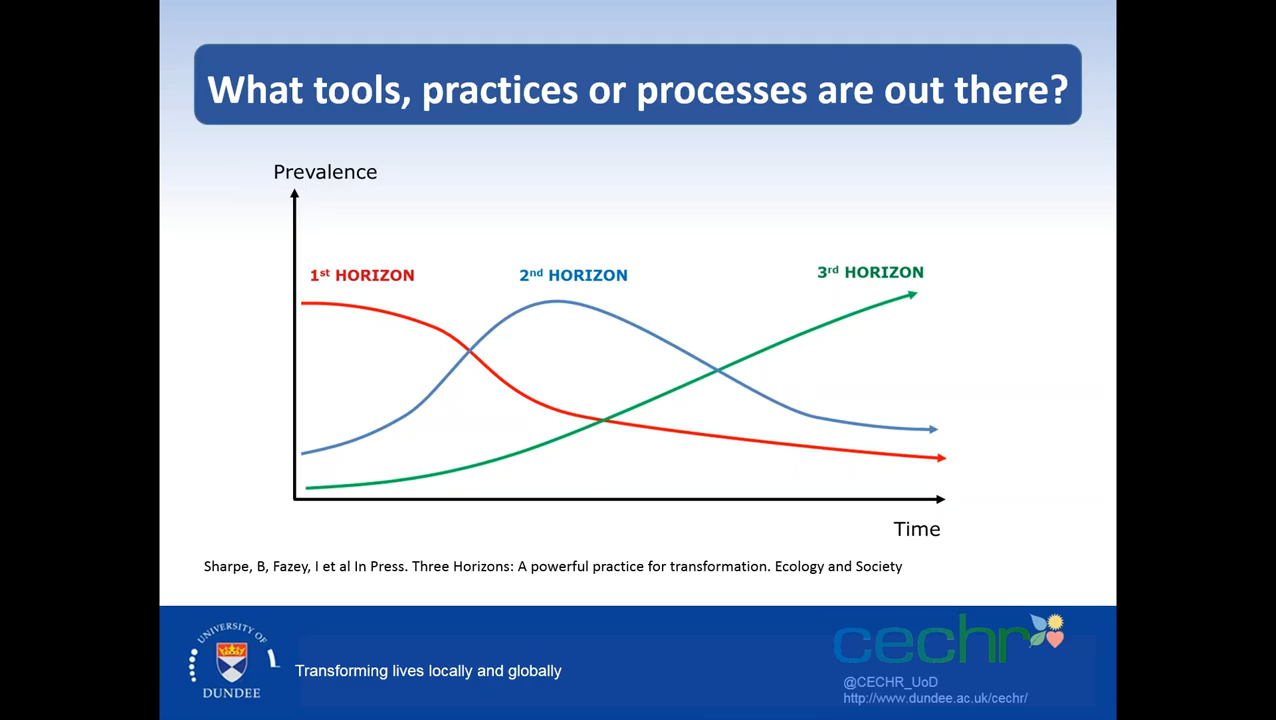 What tools, practices or processes are out there?
Prevalence
1st HORIZON
2nd HORIZON
3rd HORIZON
Time
Sharpe, B, Fazey, I et al In Press. Three Horizons: A powerful practice for transformation. Ecology and Society
UNIVERSITY OF
DUNDEE
Transforming lives locally and globally
cechr
@CECHR_UoD
http://www.dundee.ac.uk/cechr/